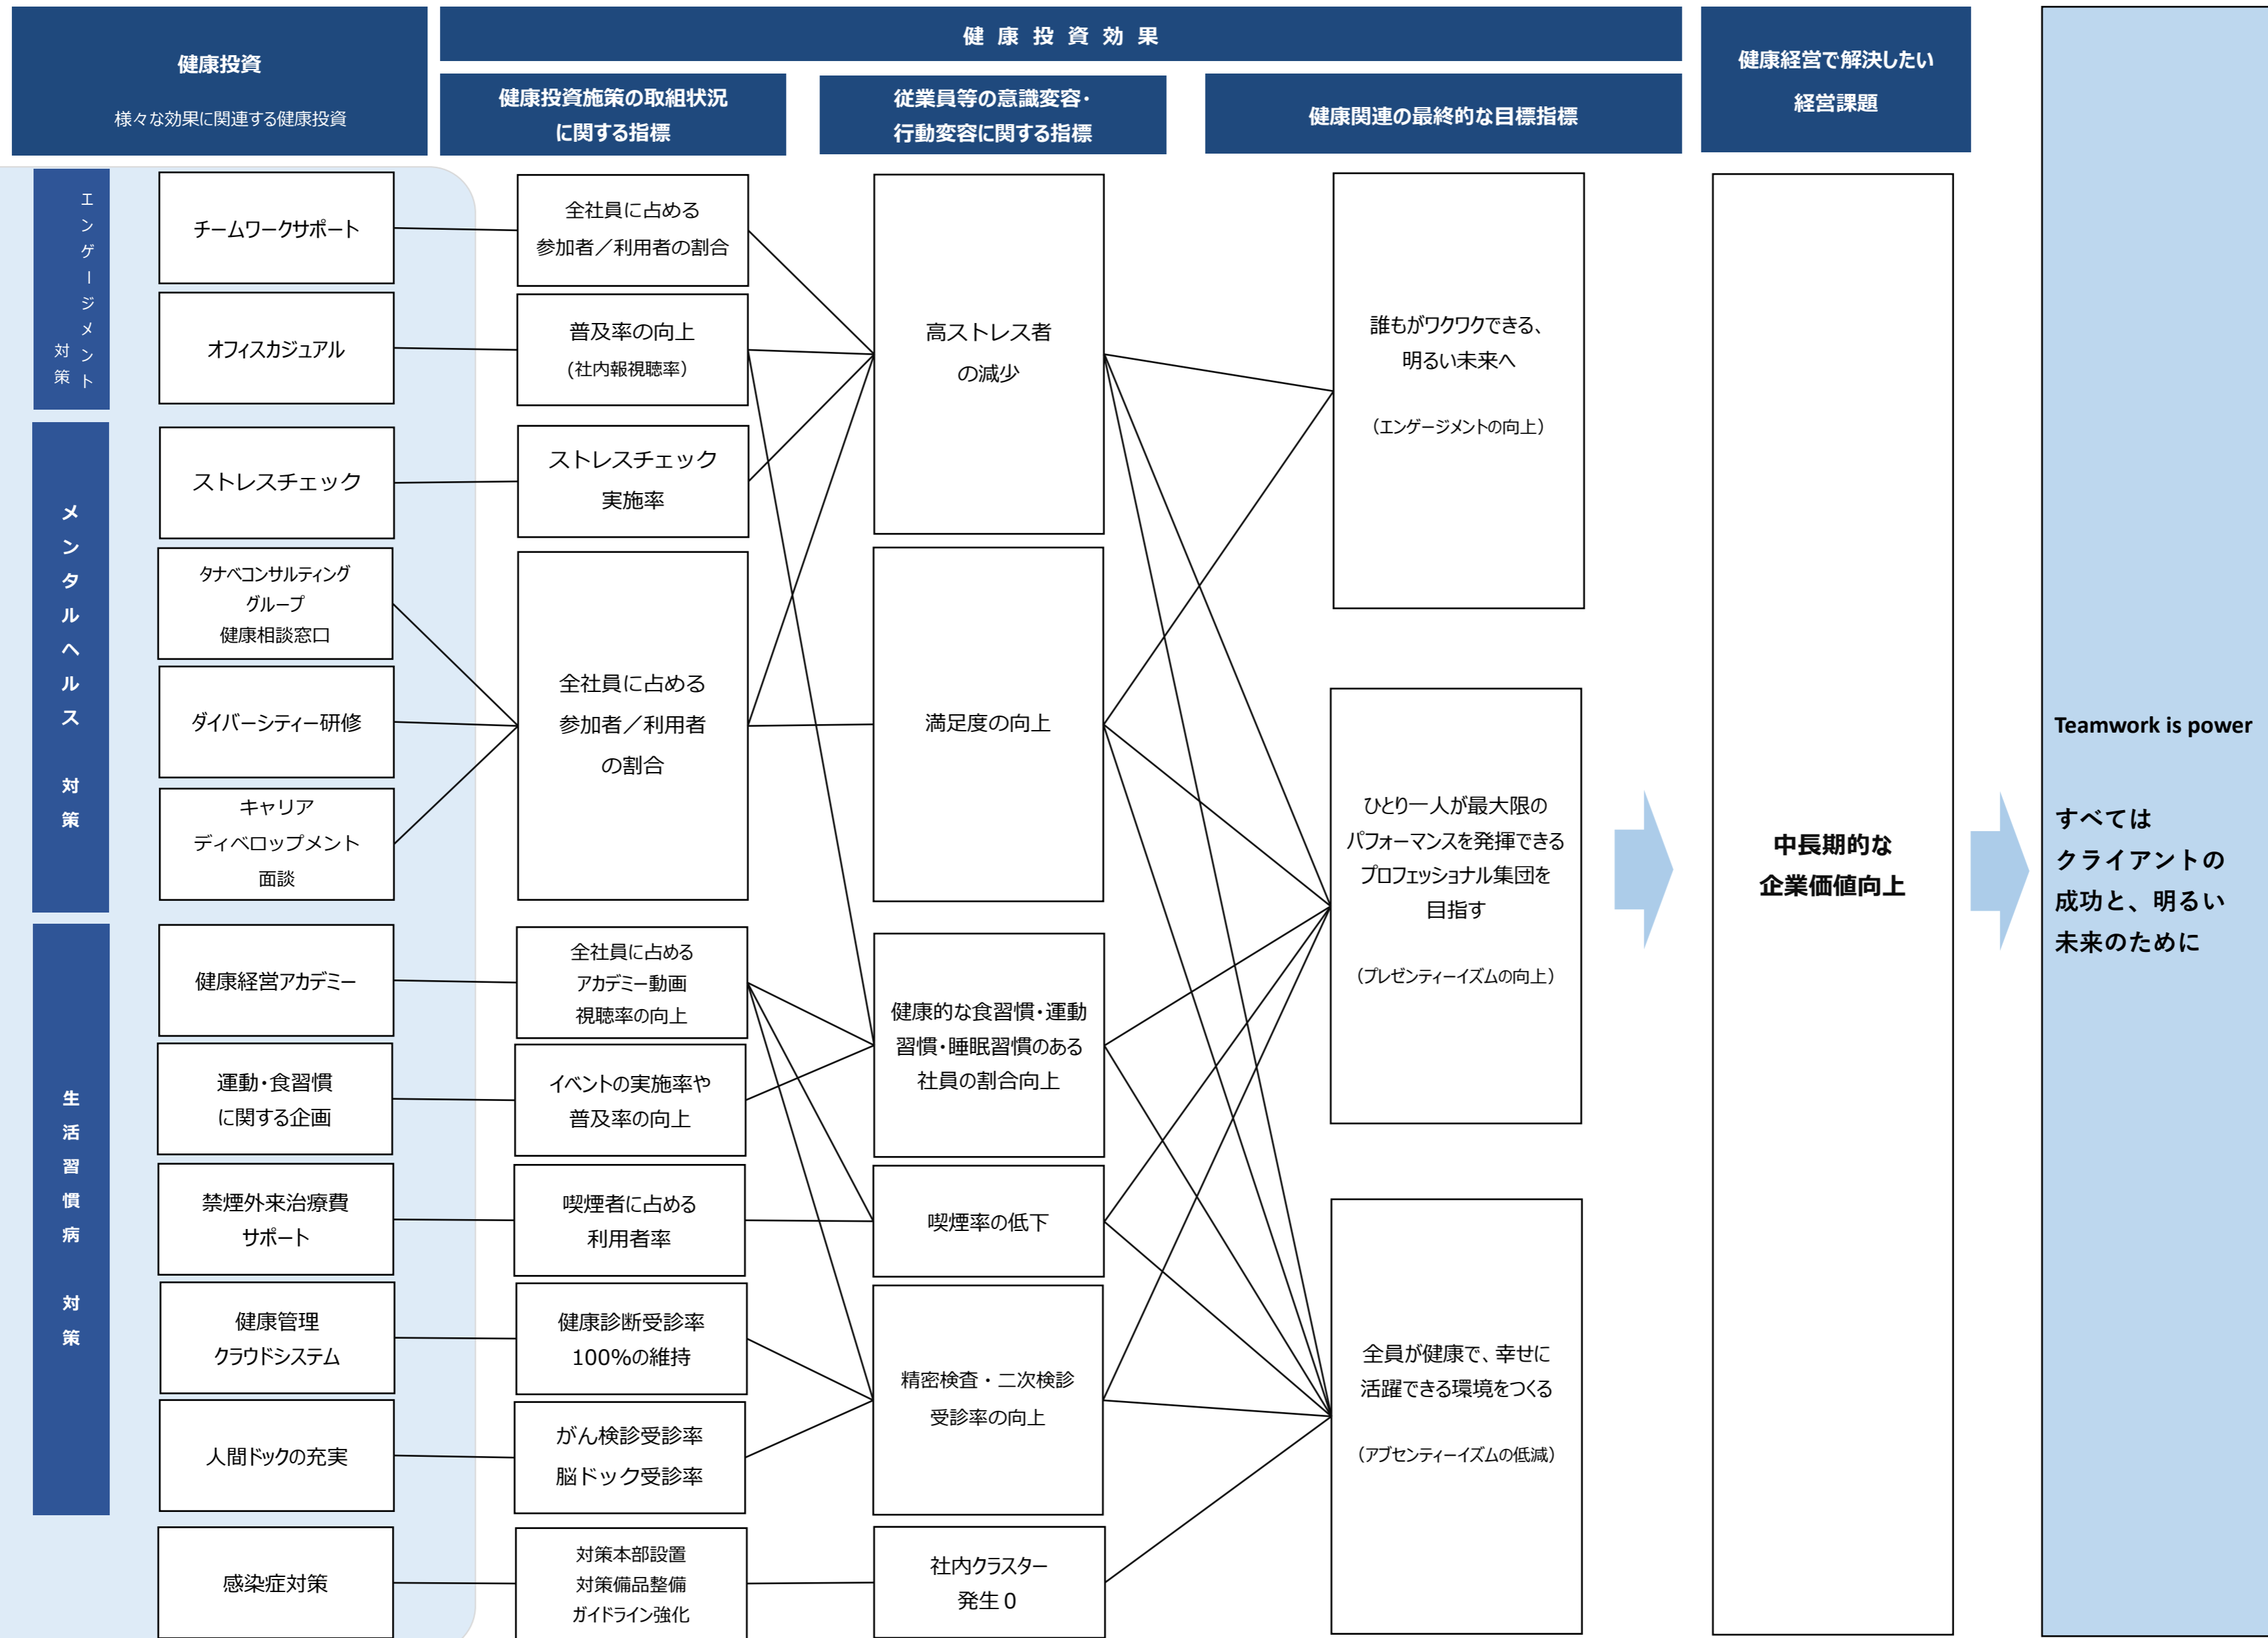 健康投資
様々な効果に関連する健康投資
健康投資効果
健康投資施策の取組状況
に関する指標
従業員等の意識変容・
行動変容に関する指標
健康関連の最終的な目標指標
健康経営で解決したい
経営課題
エンゲージメント
対策
チームワークサポート
オフィスカジュアル
メンタルヘルス 対策
ストレスチェック
タナベコンサルティング
グループ
健康相談窓口
ダイバーシティー研修
キャリア
ディベロップメント
面談
生活習慣病 対策
健康経営アカデミー
運動・食習慣
に関する企画
禁煙外来治療費
サポート
健康管理
クラウドシステム
人間ドックの充実
感染症対策
全社員に占める
参加者／利用者の割合
普及率の向上
(社内報視聴率)
ストレスチェック
実施率
全社員に占める
参加者／利用者
の割合
全社員に占める
アカデミー動画
視聴率の向上
イベントの実施率や
普及率の向上
喫煙者に占める
利用者率
健康診断受診率
100%の維持
がん検診受診率
脳ドック受診率
対策本部設置
対策備品整備
ガイドライン強化
高ストレス者
の減少
満足度の向上
健康的な食習慣・運動
習慣・睡眠習慣のある
社員の割合向上
喫煙率の低下
精密検査・二次検診
受診率の向上
社内クラスター
発生０
誰もがワクワクできる、
明るい未来へ
（エンゲージメントの向上）
ひとり一人が最大限の
パフォーマンスを発揮できる
プロフェッショナル集団を
目指す
（プレゼンティーイズムの向上）
全員が健康で、幸せに
活躍できる環境をつくる
（アブセンティーイズムの低減）
中長期的な
企業価値向上
Teamwork is power
すべては
クライアントの
成功と、明るい
未来のために